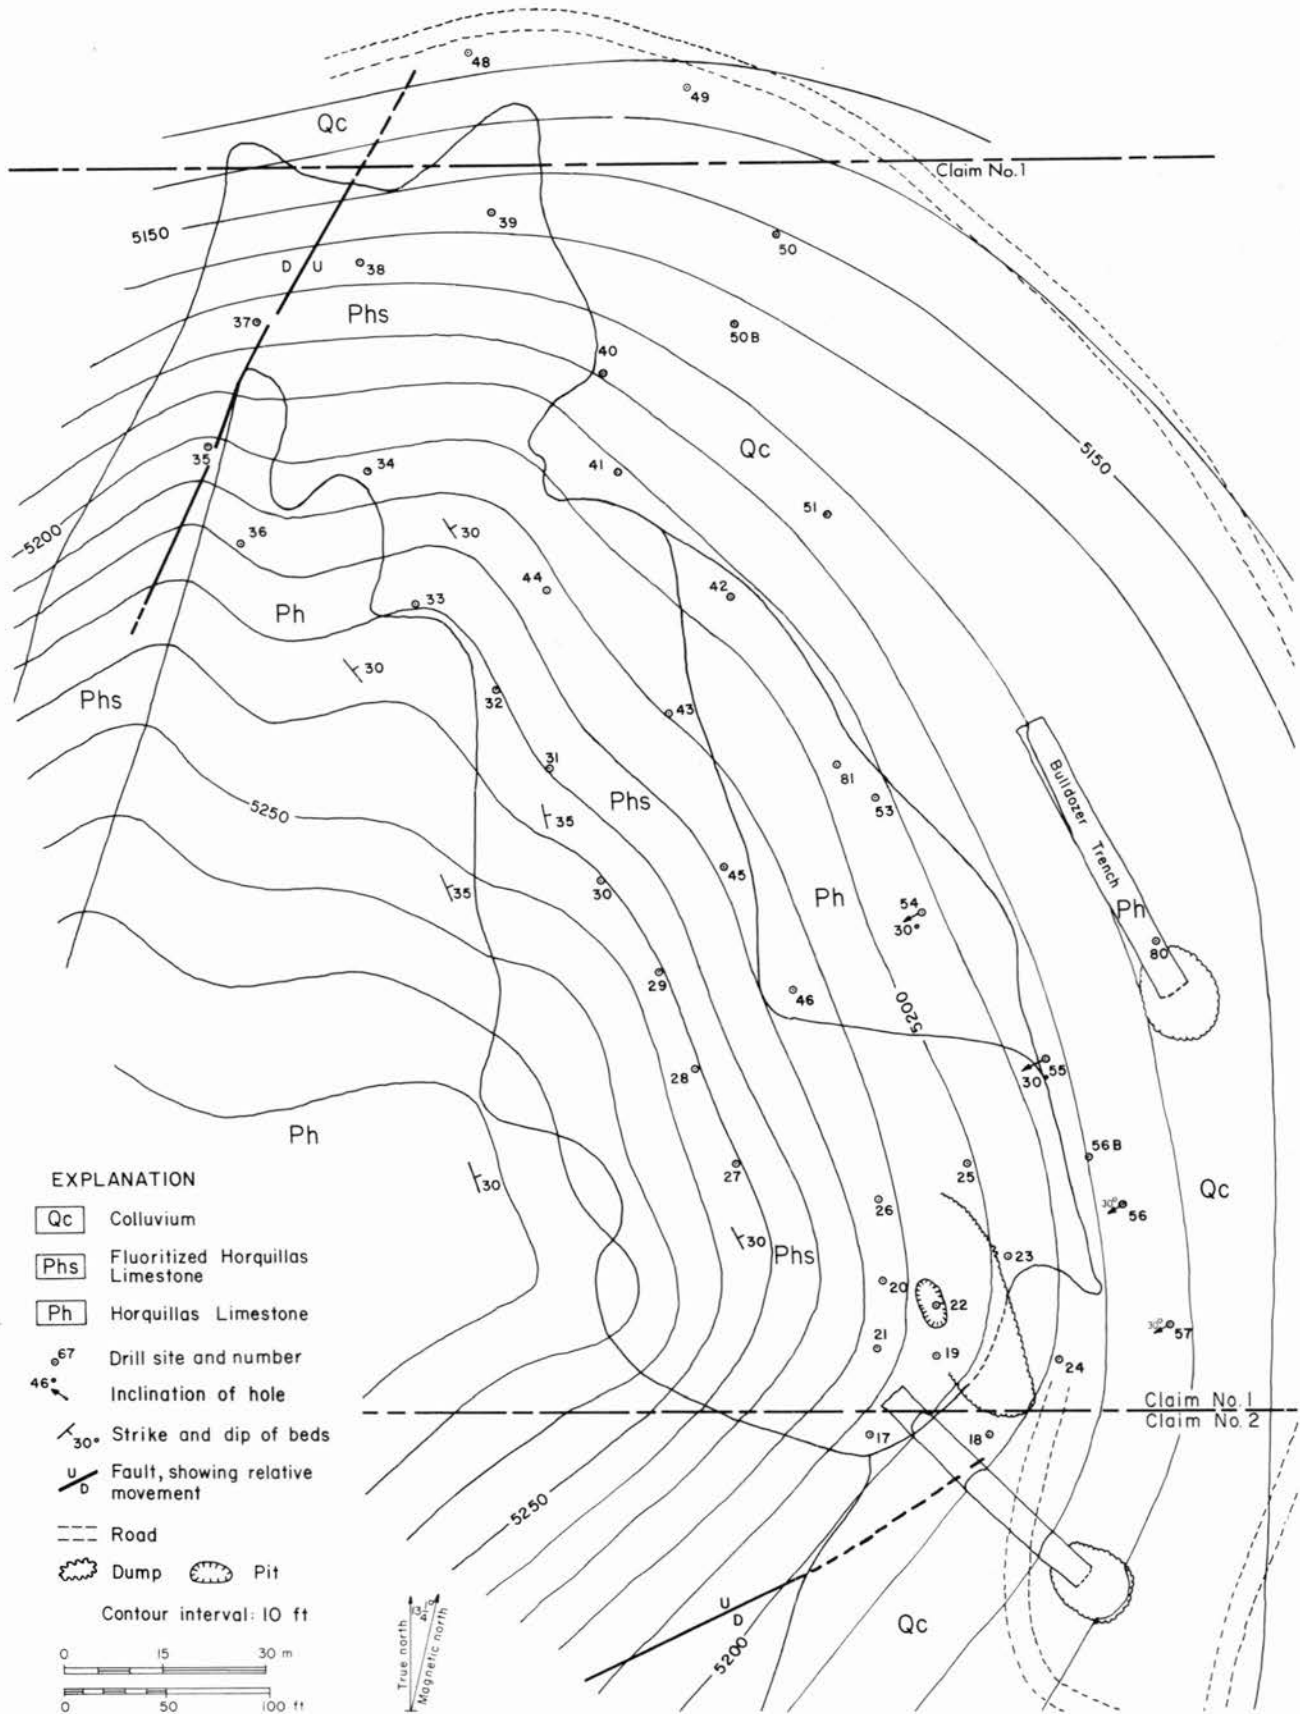 48
49
Qc
Claim No.1
39
5150
50
D U
38
37
Phs
50B
40
Qc
5150
35
34
41
51
5200
36
30
44
42
Ph
33
30
32
43
Phs
31
81
Bulldozer Trench
53
5250
Phs
35
45
30
35
Ph
54
30°
Ph
80
29
46
5200
28
55
30
Ph
56B
EXPLANATION
30
27
25
Qc
Qc Colluvium
26
30°
56
30
Phs
23
Phs Fluoritized Horquillas
Limestone
20
22
Ph Horquillas Limestone
30°
57
21
19
24
67 Drill site and number
46° Inclination of hole
Claim No.1
Claim No.2
30° Strike and dip of beds
17
18
U
D Fault, showing relative
movement
5250
Road
Dump Pit
Contour interval: 10 ft
U
D
Qc
True north
Magnetic north
5200
0 15 30 m
0 50 100 ft